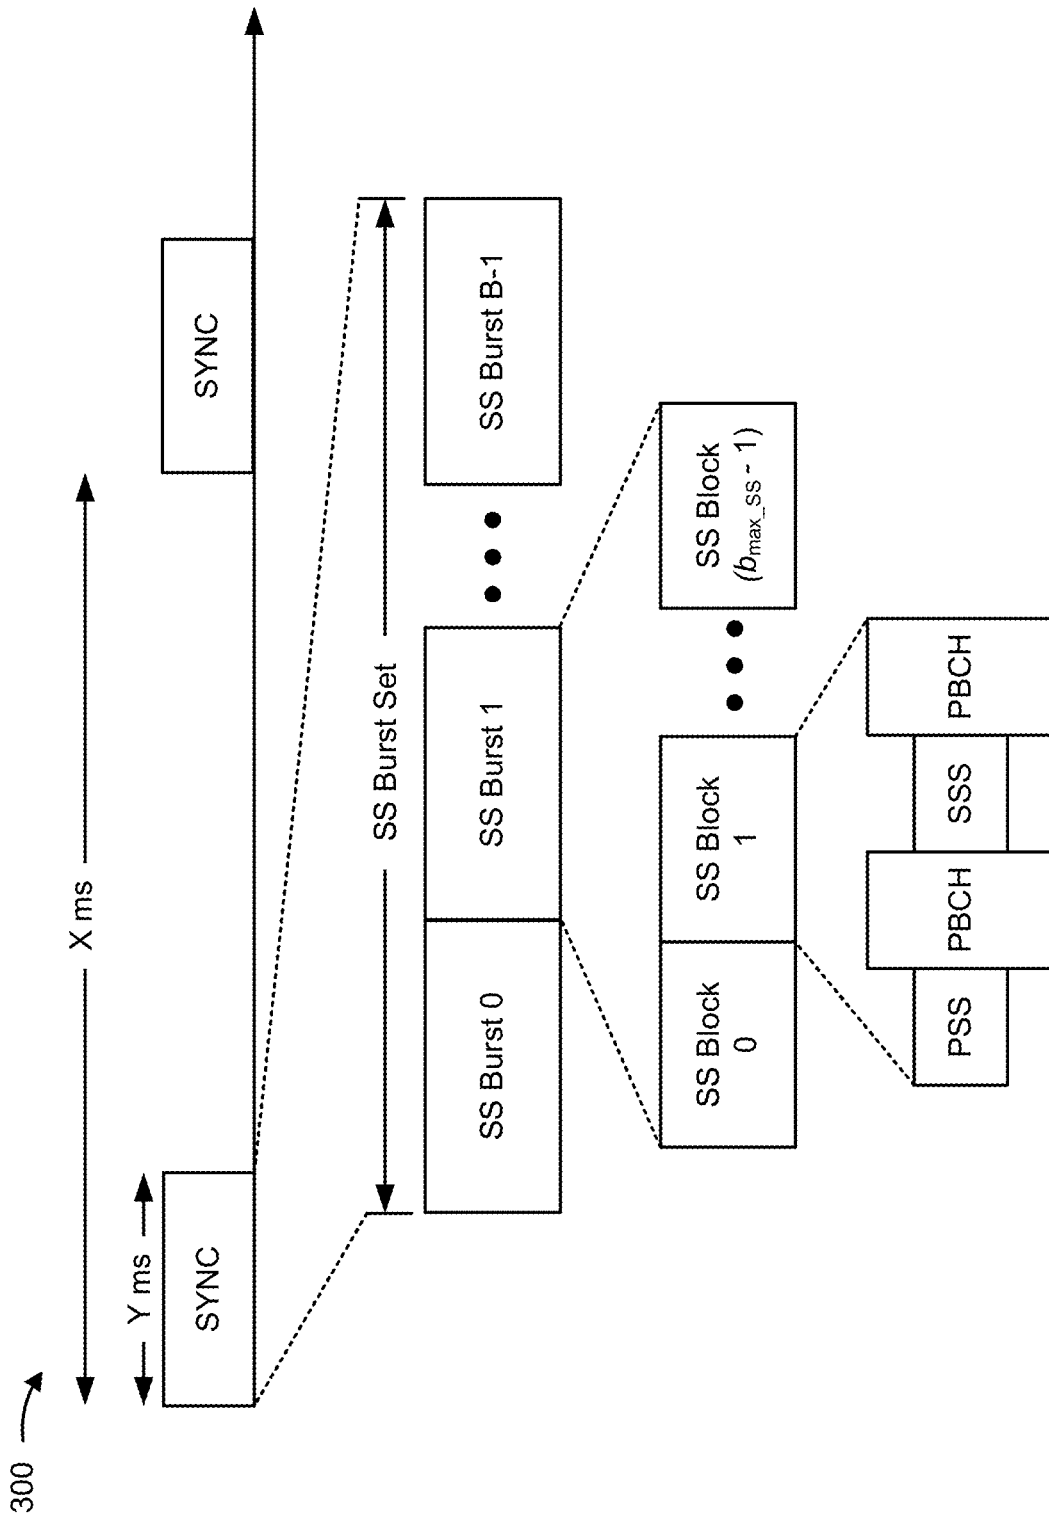 300
X ms
Y ms
SYNC
SYNC
SS Burst Set
SS Burst 0
SS Burst 1
SS Burst B-1
SS Block
0
SS Block
1
SS Block
(b_max_ss - 1)
PSS
PBCH
SSS
PBCH